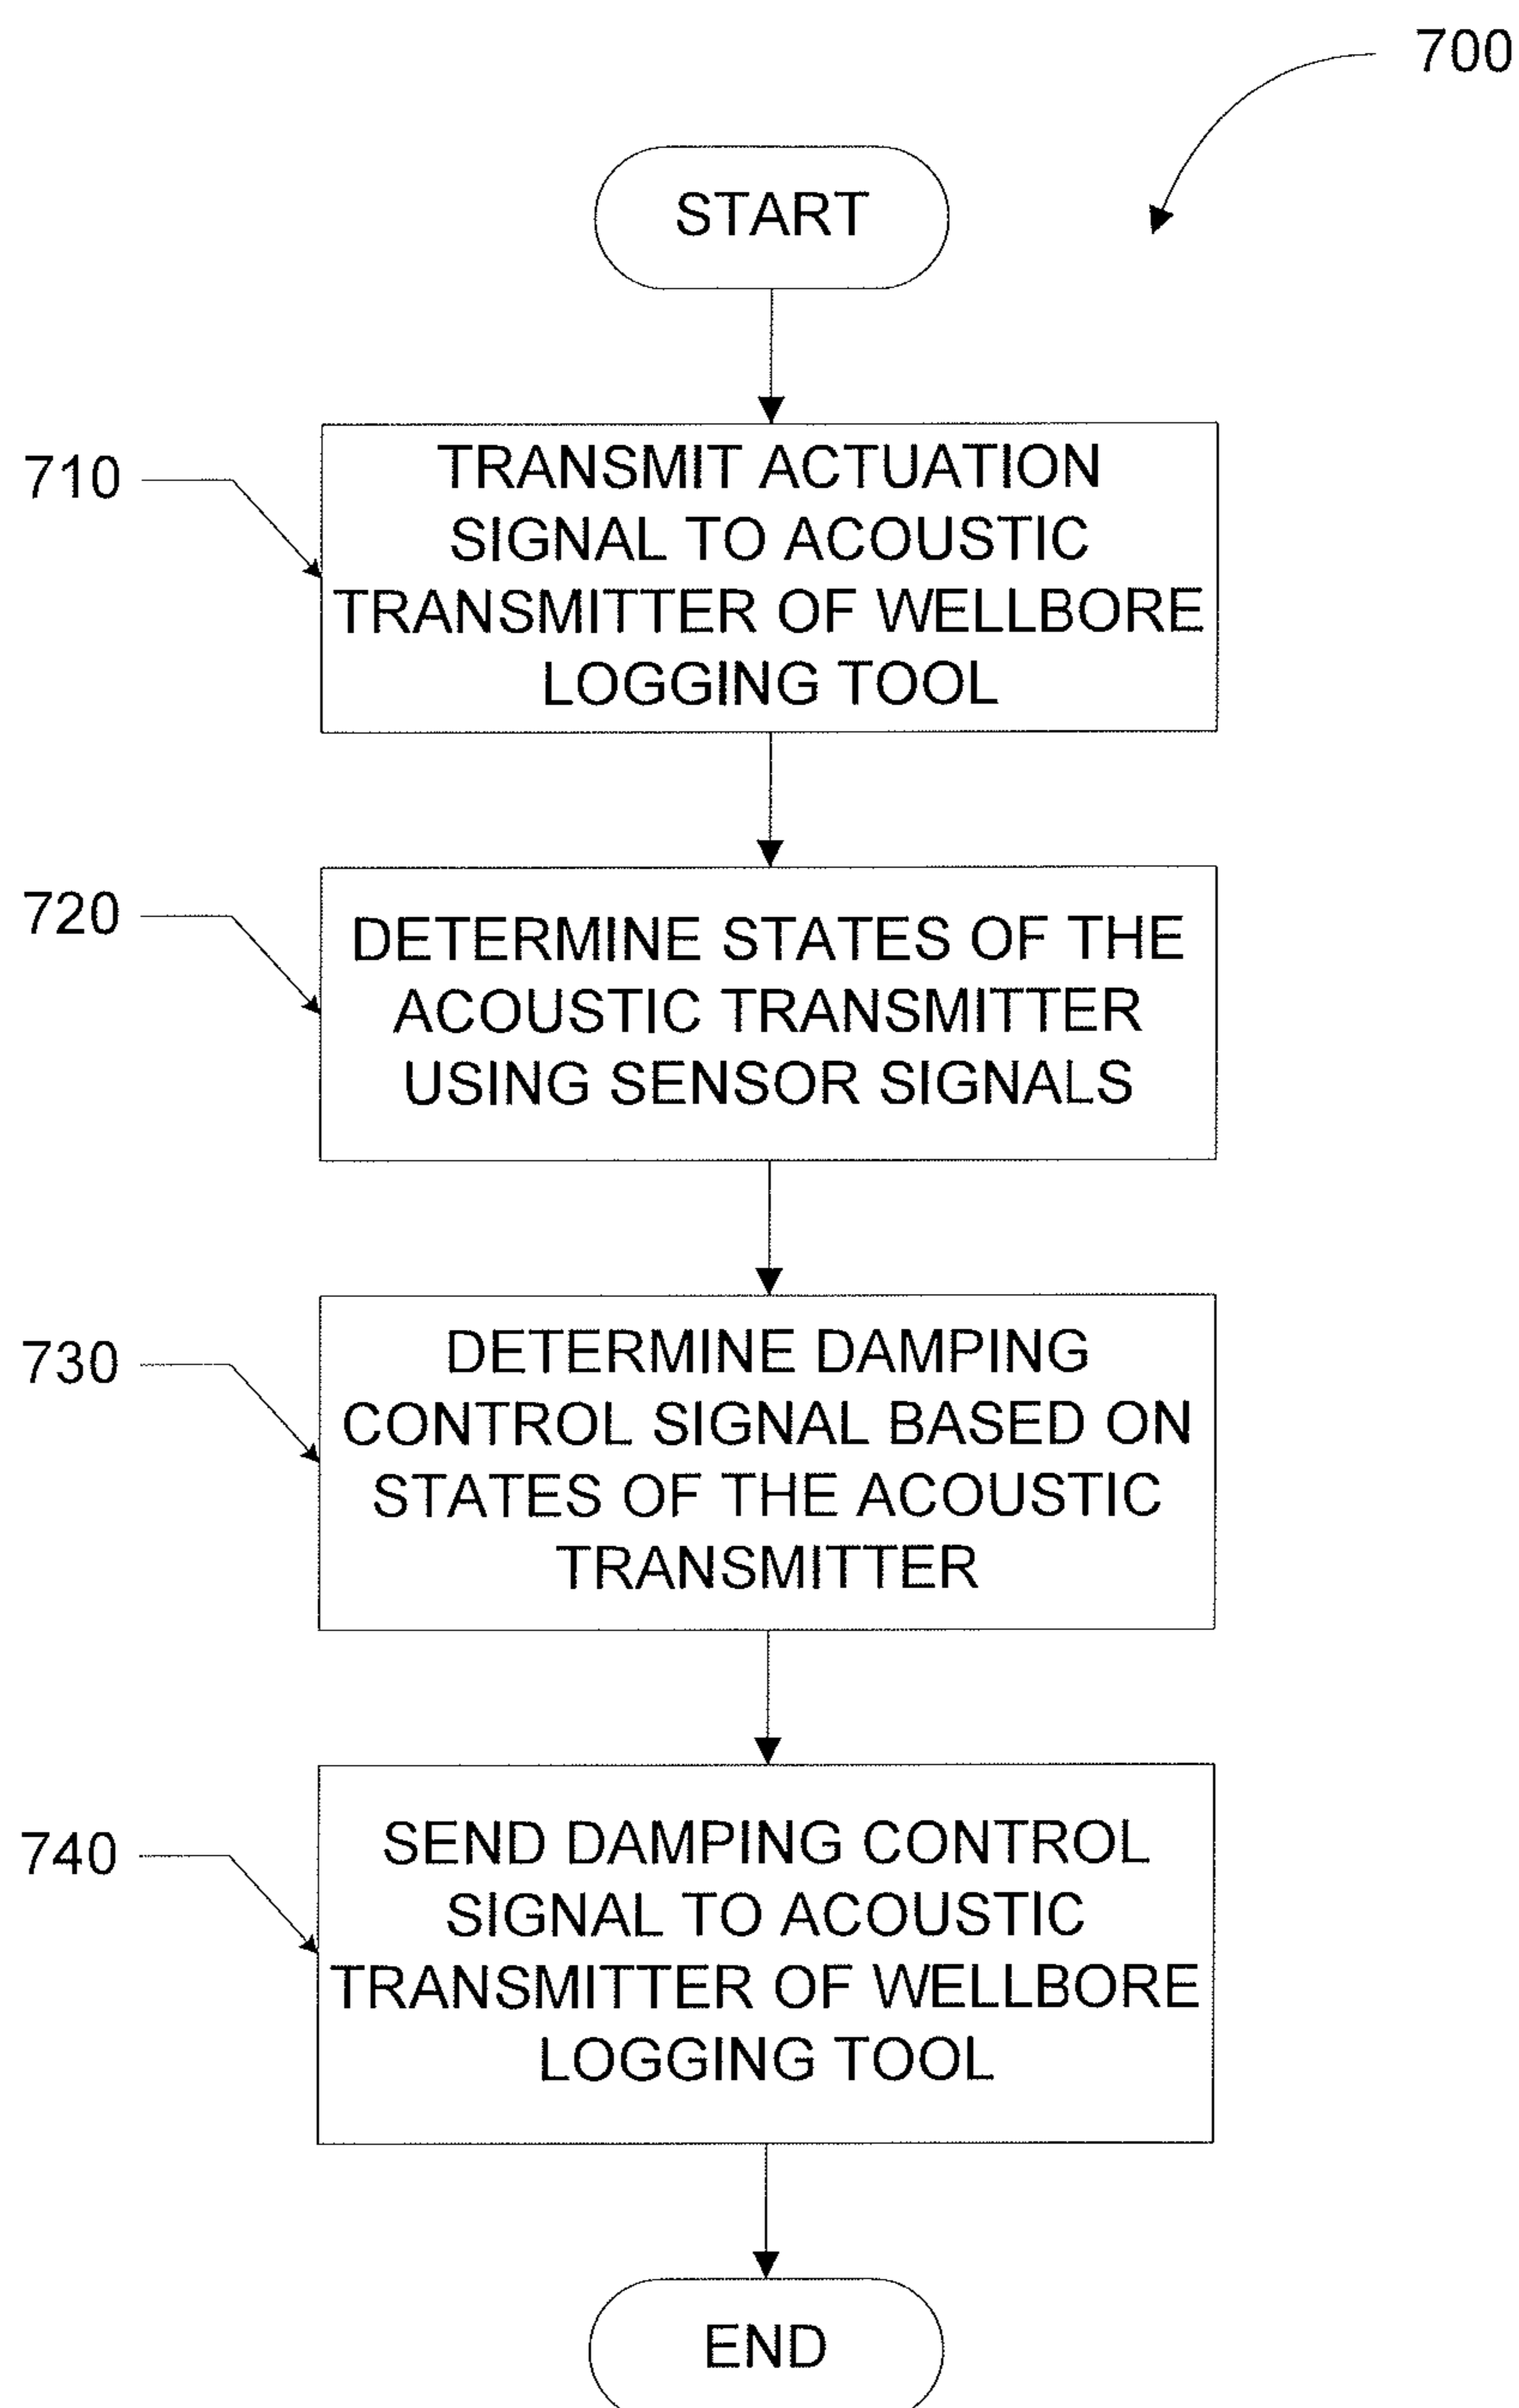 700
START
710
TRANSMIT ACTUATION
SIGNAL TO ACOUSTIC
TRANSMITTER OF WELLBORE
LOGGING TOOL
720
DETERMINE STATES OF THE
ACOUSTIC TRANSMITTER
USING SENSOR SIGNALS
730
DETERMINE DAMPING
CONTROL SIGNAL BASED ON
STATES OF THE ACOUSTIC
TRANSMITTER
740
SEND DAMPING CONTROL
SIGNAL TO ACOUSTIC
TRANSMITTER OF WELLBORE
LOGGING TOOL
END